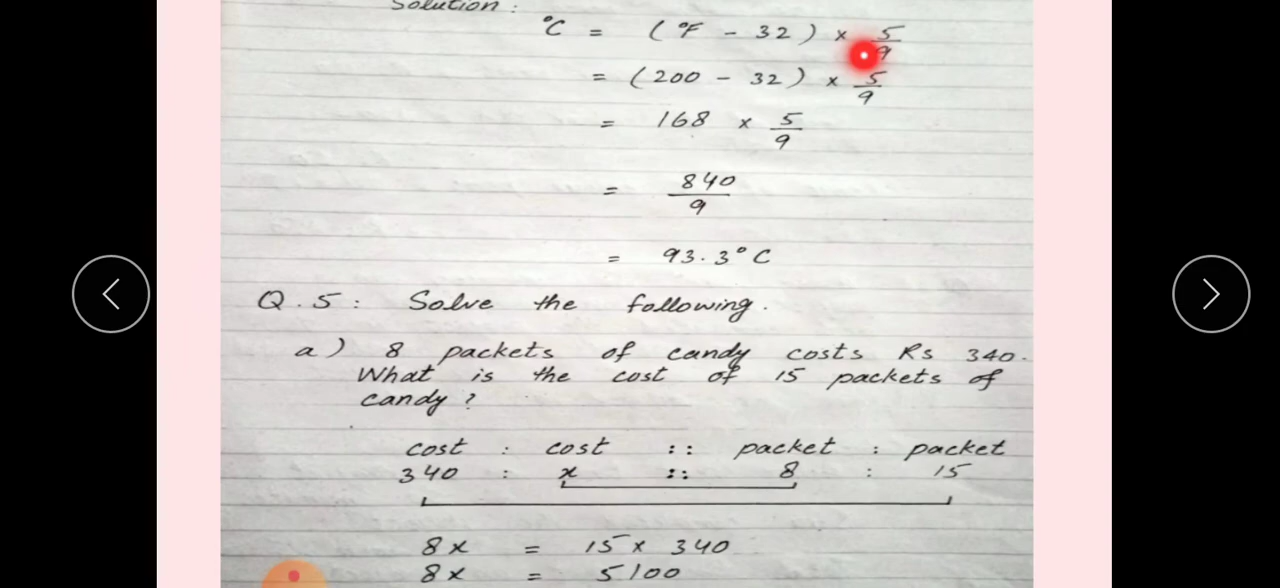 Solution :
°C = ( °F - 32 ) × 5/9
= ( 200 - 32 ) × 5/9
= 168 × 5/9
= 840/9
= 93.3° C
Q.5 : Solve the following.
a) 8 packets of candy costs Rs 340.
What is the cost of 15 packets of
candy ?
cost : cost :: packet : packet
340 : x :: 8 : 15
8x = 15 × 340
8x = 5100